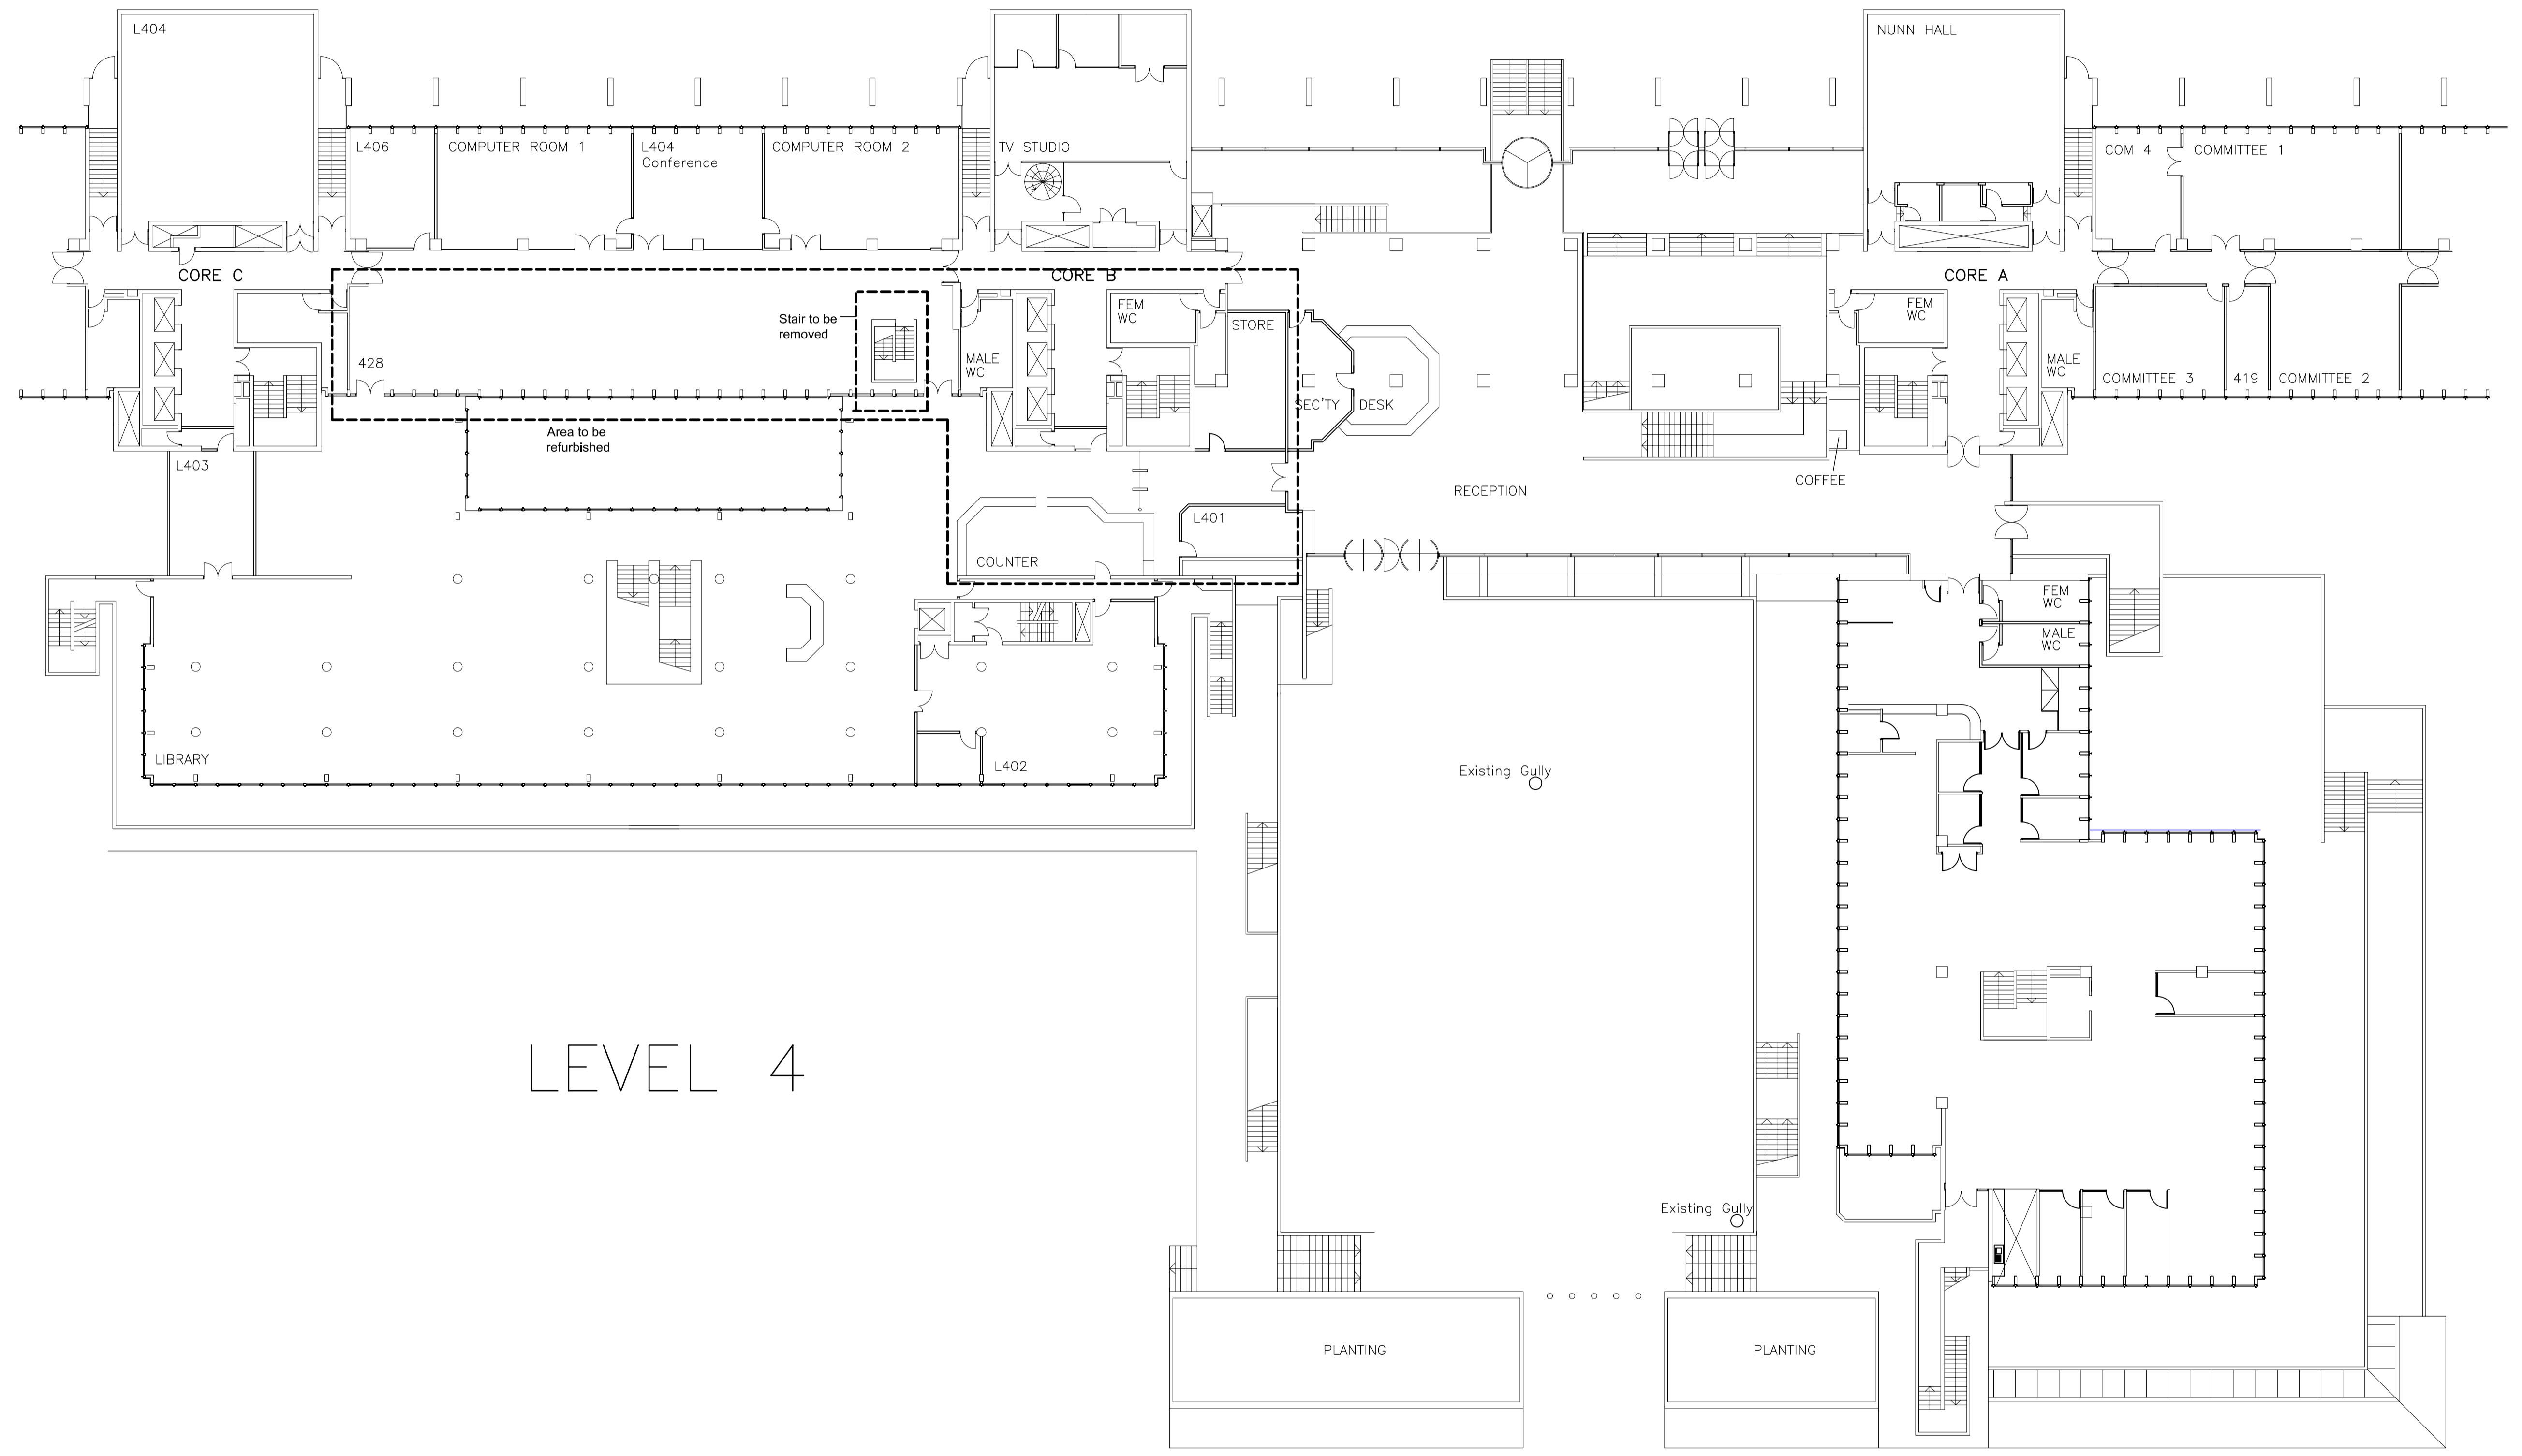 L404
NUNN HALL
L406
COMPUTER ROOM 1
L404
Conference
COMPUTER ROOM 2
TV STUDIO
COM 4
COMMITTEE 1
CORE C
CORE B
CORE A
FEM
WC
STORE
FEM
WC
Stair to be
removed
428
MALE
WC
MALE
WC
COMMITTEE 3
419
COMMITTEE 2
SEC'TY
DESK
Area to be
refurbished
L403
COFFEE
RECEPTION
L401
COUNTER
FEM
WC
MALE
WC
LIBRARY
L402
Existing Gully
LEVEL 4
Existing Gully
PLANTING
PLANTING